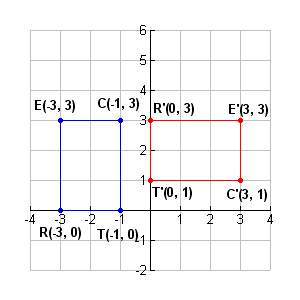 6
5
4
E(-3, 3) C(-1, 3) R'(0, 3) E'(3, 3)
3
2
1
T'(0, 1) C'(3, 1)
-4 -3 -2 -1 1 2 3 4
R(-3, 0) T(-1, 0)
-1
-2